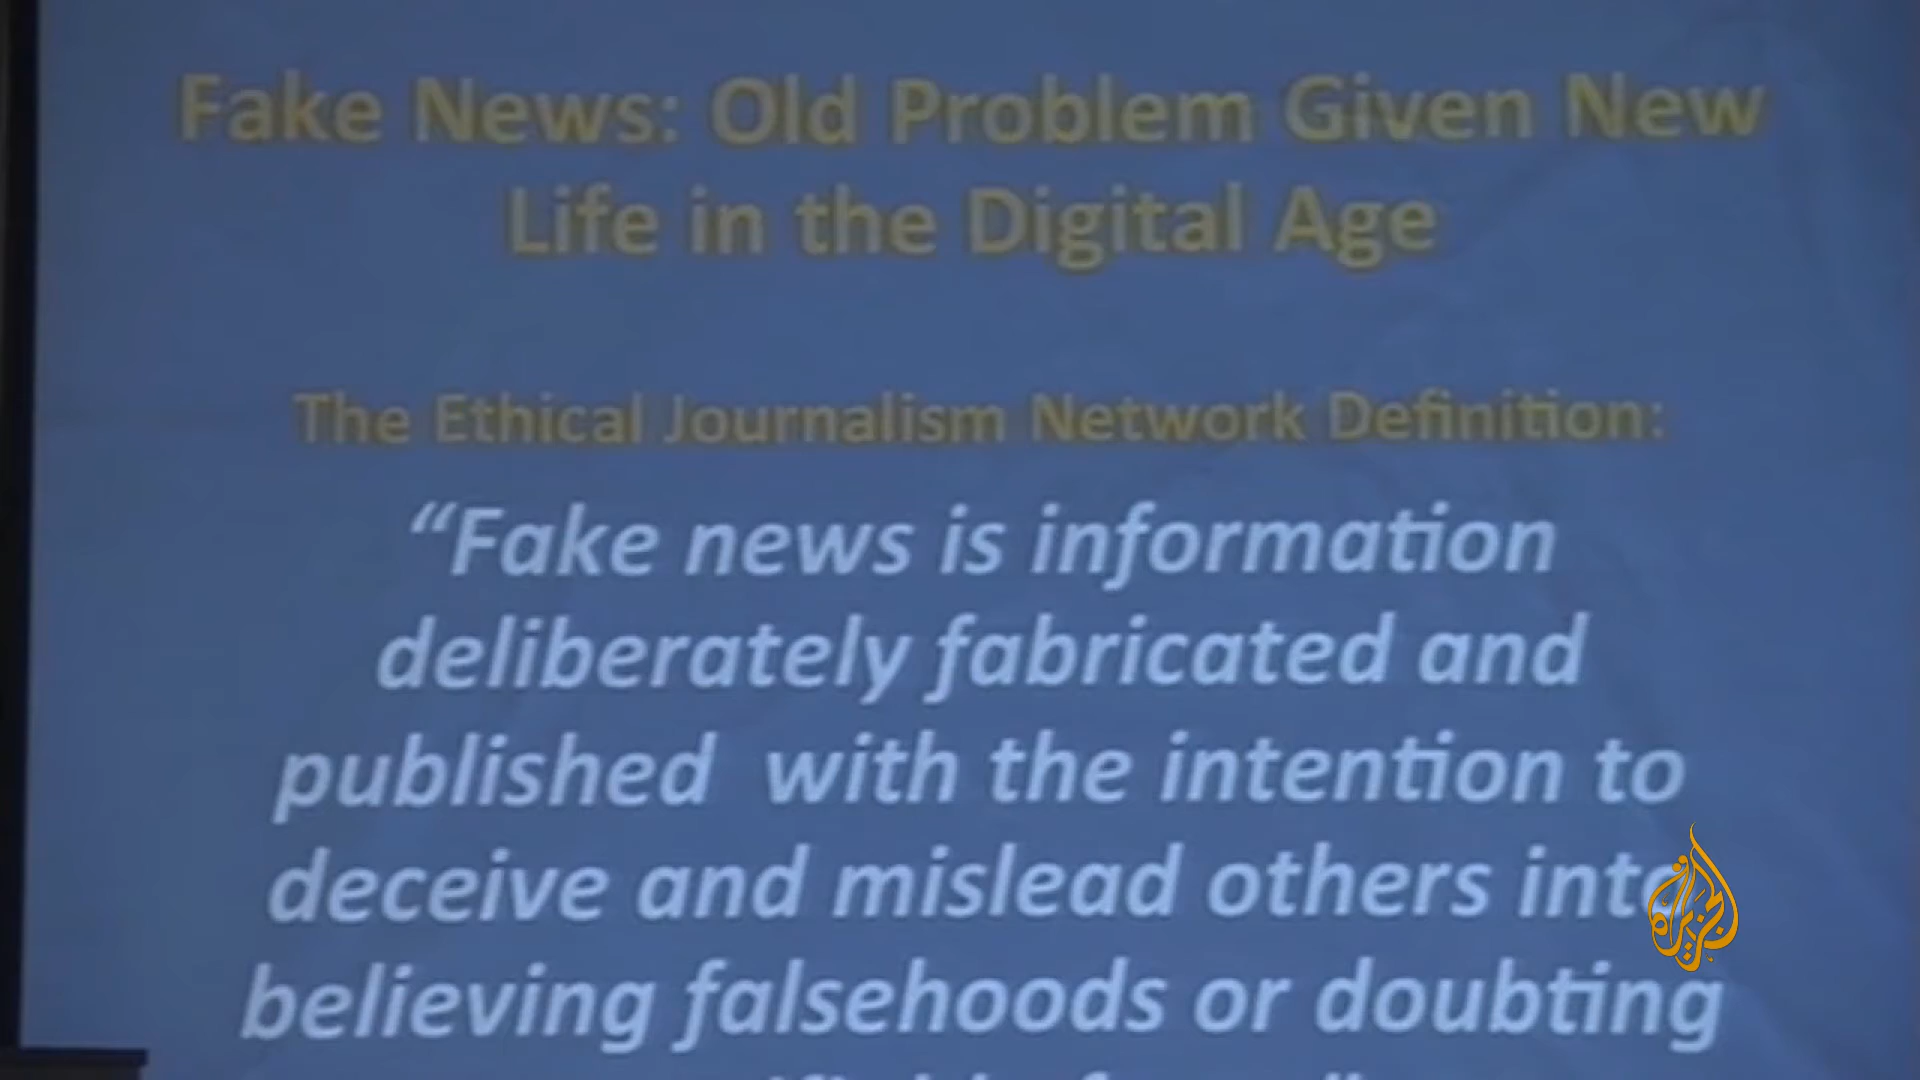 Fake News: Old Problem Given New
Life in the Digital Age
The Ethical Journalism Network Definition:
“Fake news is information
deliberately fabricated and
published with the intention to
deceive and mislead others into
believing falsehoods or doubting
الجزيرة